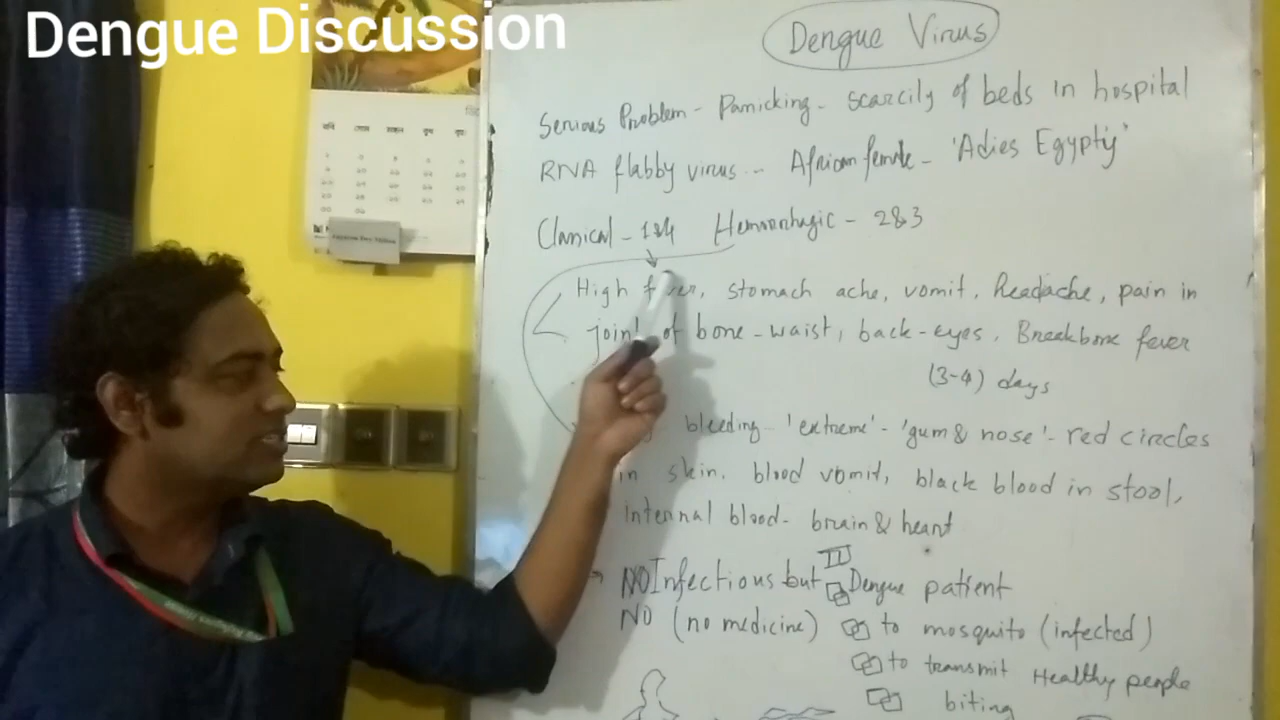 Dengue Discussion
Dengue Virus
Serious Problem - Panicking - scarcily of beds in hospital
RNA flabby virus -- African female - 'Adies Egypty'
Classical - 1&4 Hemorrhagic - 2&3
High fever, stomach ache, vomit, headache, pain in
joint of bone - waist, back - eyes. Breakbone fever
(3-4) days
bleeding - 'extreme' - 'gum & nose' - red circles
in skin. blood vomit, black blood in stool,
Internal blood - brain & heart
NO Infectious but Dengue patient
NO (no medicine) to mosquito (infected)
to transmit Healthy people
biting